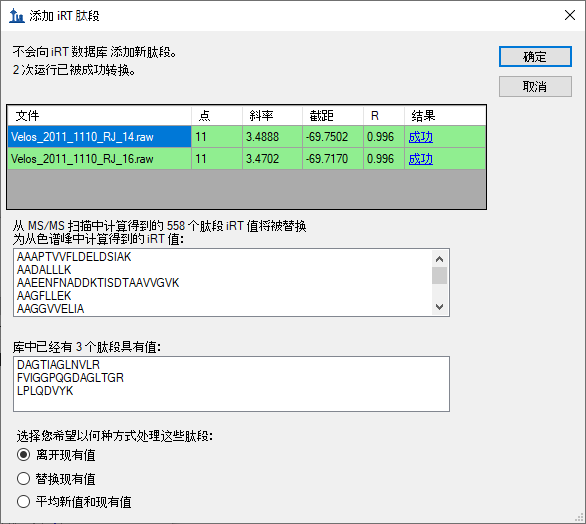 添加 iRT 肽段
不会向 iRT 数据库 添加新肽段。
2 次运行已被成功转换。
确定
取消
文件 点 斜率 截距 R 结果
Velos_2011_1110_RJ_14.raw 11 3.4888 -69.7502 0.996 成功
Velos_2011_1110_RJ_16.raw 11 3.4702 -69.7170 0.996 成功
从 MS/MS 扫描中计算得到的 558 个肽段 iRT 值将被替换
为从色谱峰中计算得到的 iRT 值:
AAAPTVVFLDELDSIAK
AADALLLK
AAEENFNADDKTISDTAAVVGVK
AAGFLLEK
AAGGVVELIA
库中已经有 3 个肽段具有值:
DAGTIAGLNVLR
FVIGGPQGDAGLTGR
LPLQDVYK
选择您希望以何种方式处理这些肽段:
离开现有值
替换现有值
平均新值和现有值